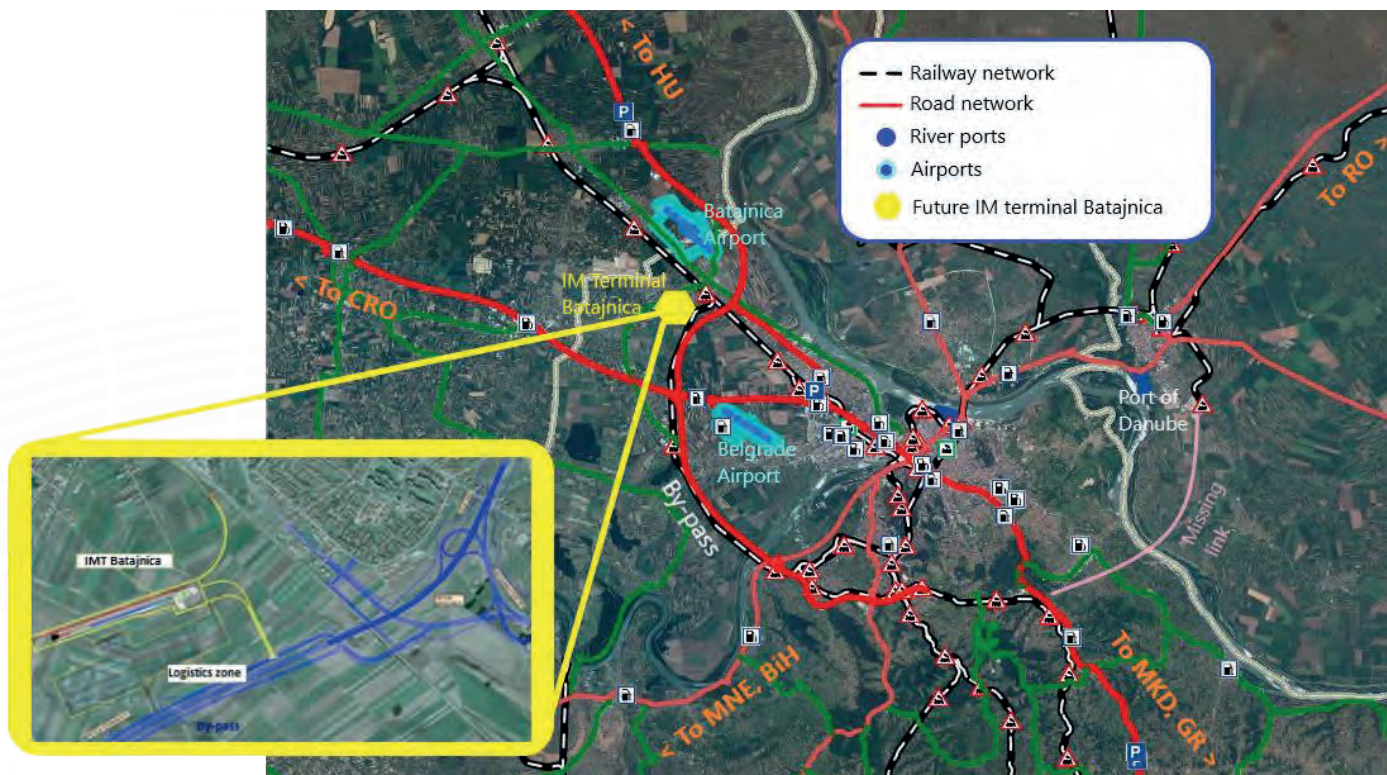 < To HU
Railway network
Road network
River ports
Airports
Future IM terminal Batajnica
To RO >
Batajnica
Airport
IM Terminal
Batajnica
< To CRO
Port of
Danube
Belgrade
Airport
By-pass
Missing
link
< To MNE, BiH
To MKD, GR >
P
P
P
IMT Batajnica
Logistics zone
By-pass